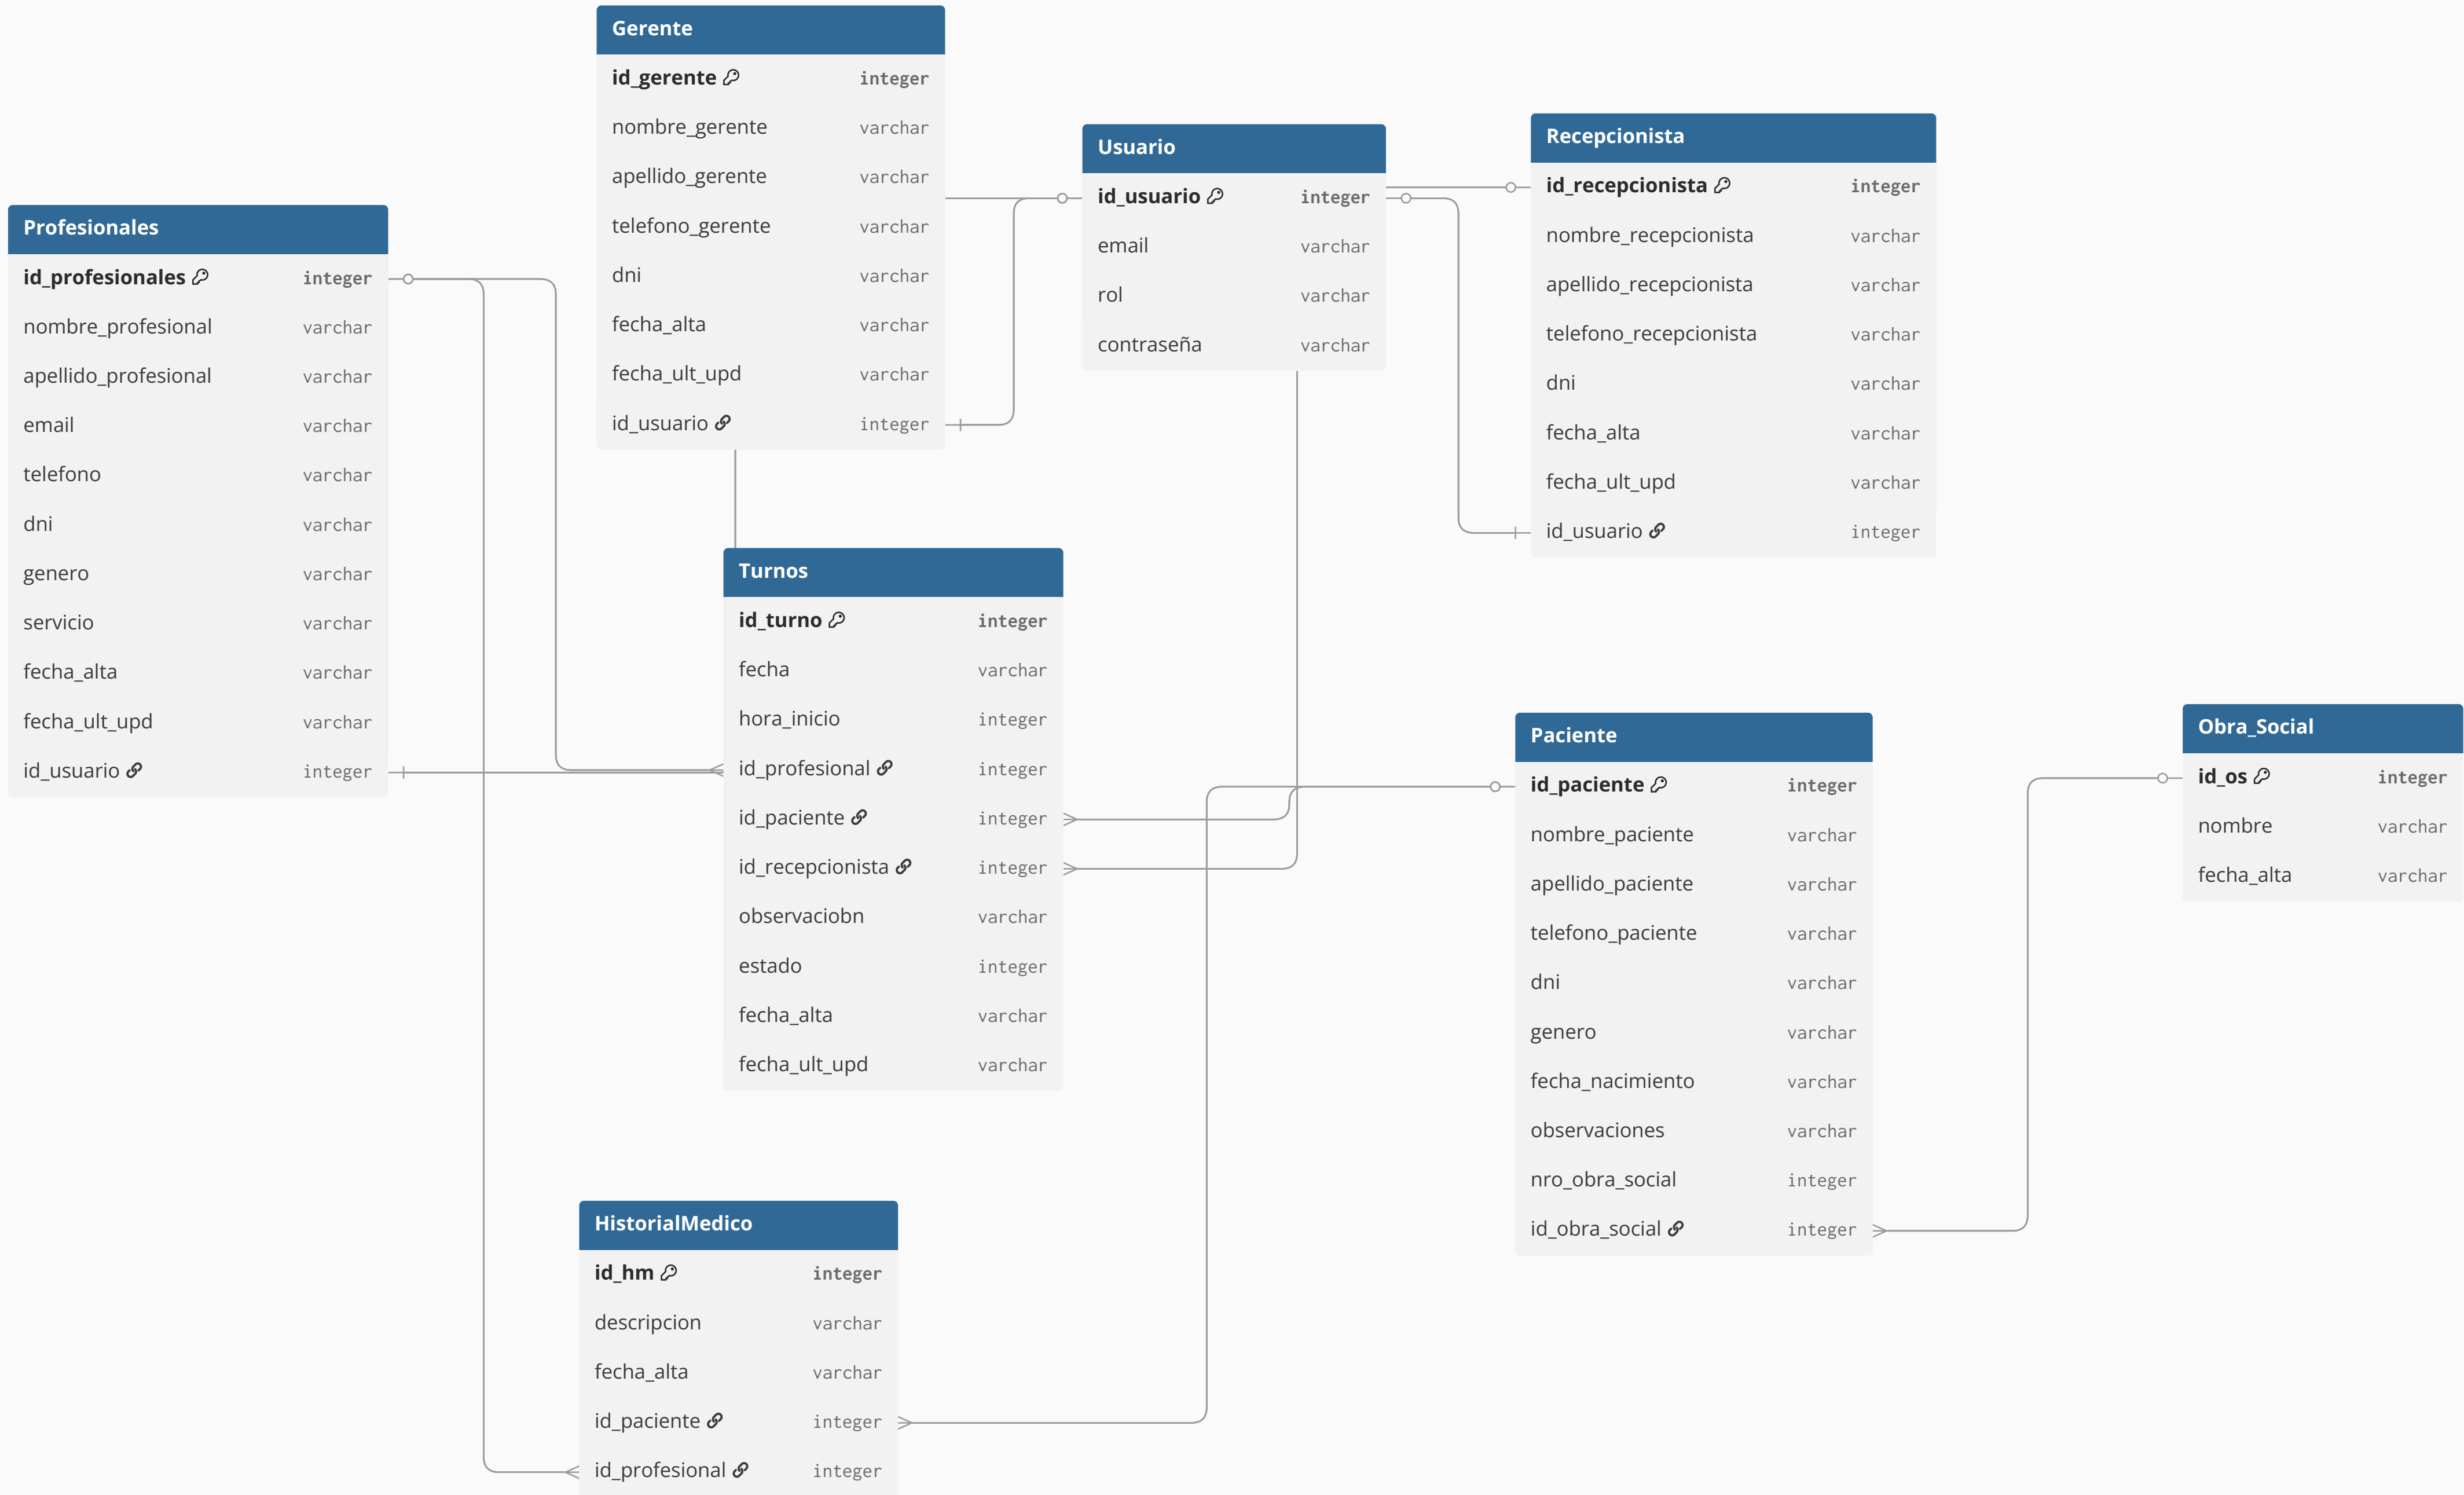 Gerente
id_gerente integer
nombre_gerente varchar
apellido_gerente varchar
telefono_gerente varchar
dni varchar
fecha_alta varchar
fecha_ult_upd varchar
id_usuario integer
Usuario
id_usuario integer
email varchar
rol varchar
contraseña varchar
Recepcionista
id_recepcionista integer
nombre_recepcionista varchar
apellido_recepcionista varchar
telefono_recepcionista varchar
dni varchar
fecha_alta varchar
fecha_ult_upd varchar
id_usuario integer
Profesionales
id_profesionales integer
nombre_profesional varchar
apellido_profesional varchar
email varchar
telefono varchar
dni varchar
genero varchar
servicio varchar
fecha_alta varchar
fecha_ult_upd varchar
id_usuario integer
Turnos
id_turno integer
fecha varchar
hora_inicio integer
id_profesional integer
id_paciente integer
id_recepcionista integer
observaciobn varchar
estado integer
fecha_alta varchar
fecha_ult_upd varchar
Paciente
id_paciente integer
nombre_paciente varchar
apellido_paciente varchar
telefono_paciente varchar
dni varchar
genero varchar
fecha_nacimiento varchar
observaciones varchar
nro_obra_social integer
id_obra_social integer
Obra_Social
id_os integer
nombre varchar
fecha_alta varchar
HistorialMedico
id_hm integer
descripcion varchar
fecha_alta varchar
id_paciente integer
id_profesional integer